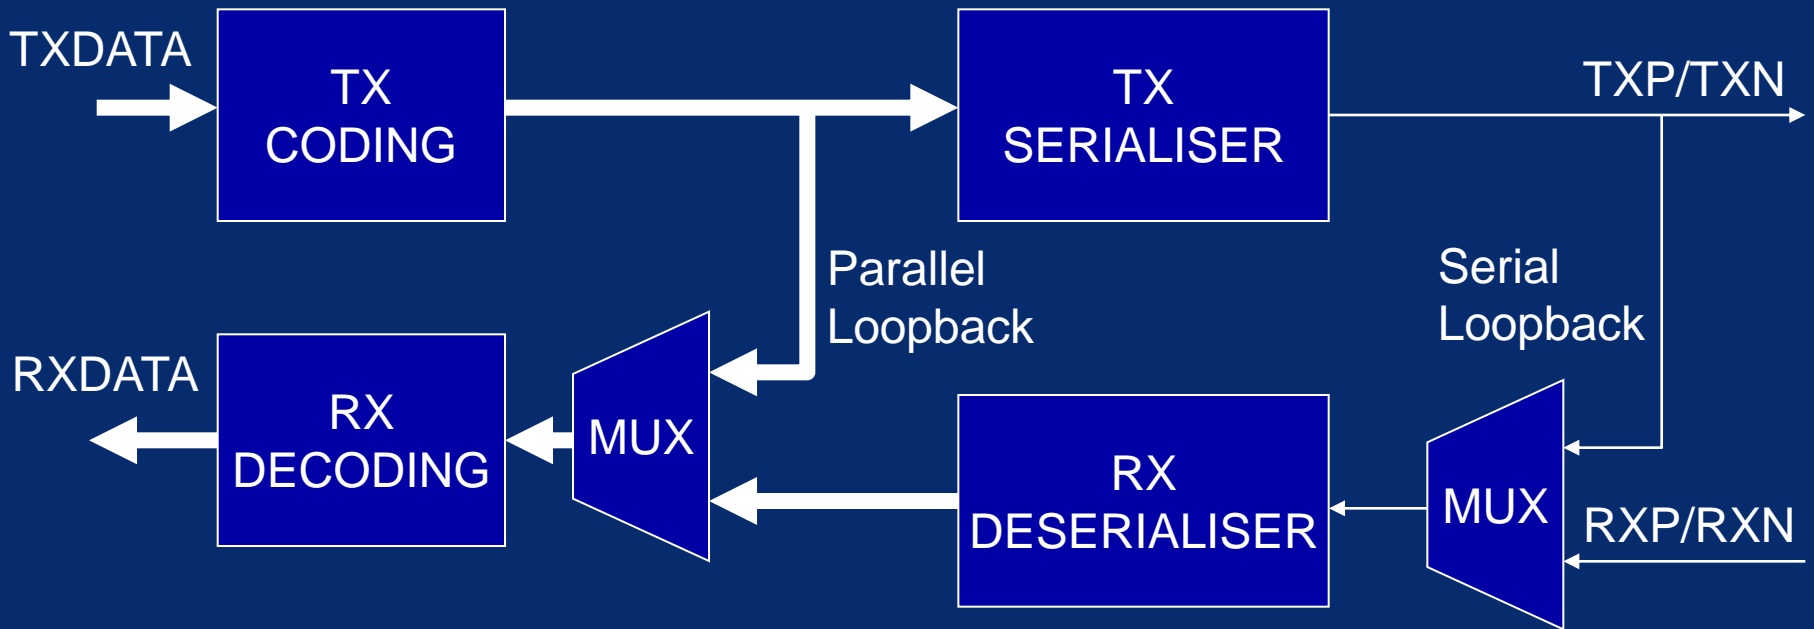 TXDATA
TX
CODING
TX
SERIALISER
TXP/TXN
Parallel
Loopback
Serial
Loopback
RXDATA
RX
DECODING
MUX
RX
DESERIALISER
MUX
RXP/RXN